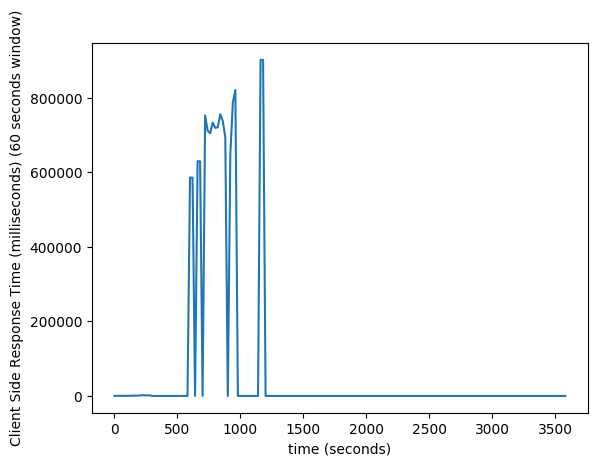 Client Side Response Time (milliseconds) (60 seconds window)
800000
600000
400000
200000
0
0 500 1000 1500 2000 2500 3000 3500
time (seconds)